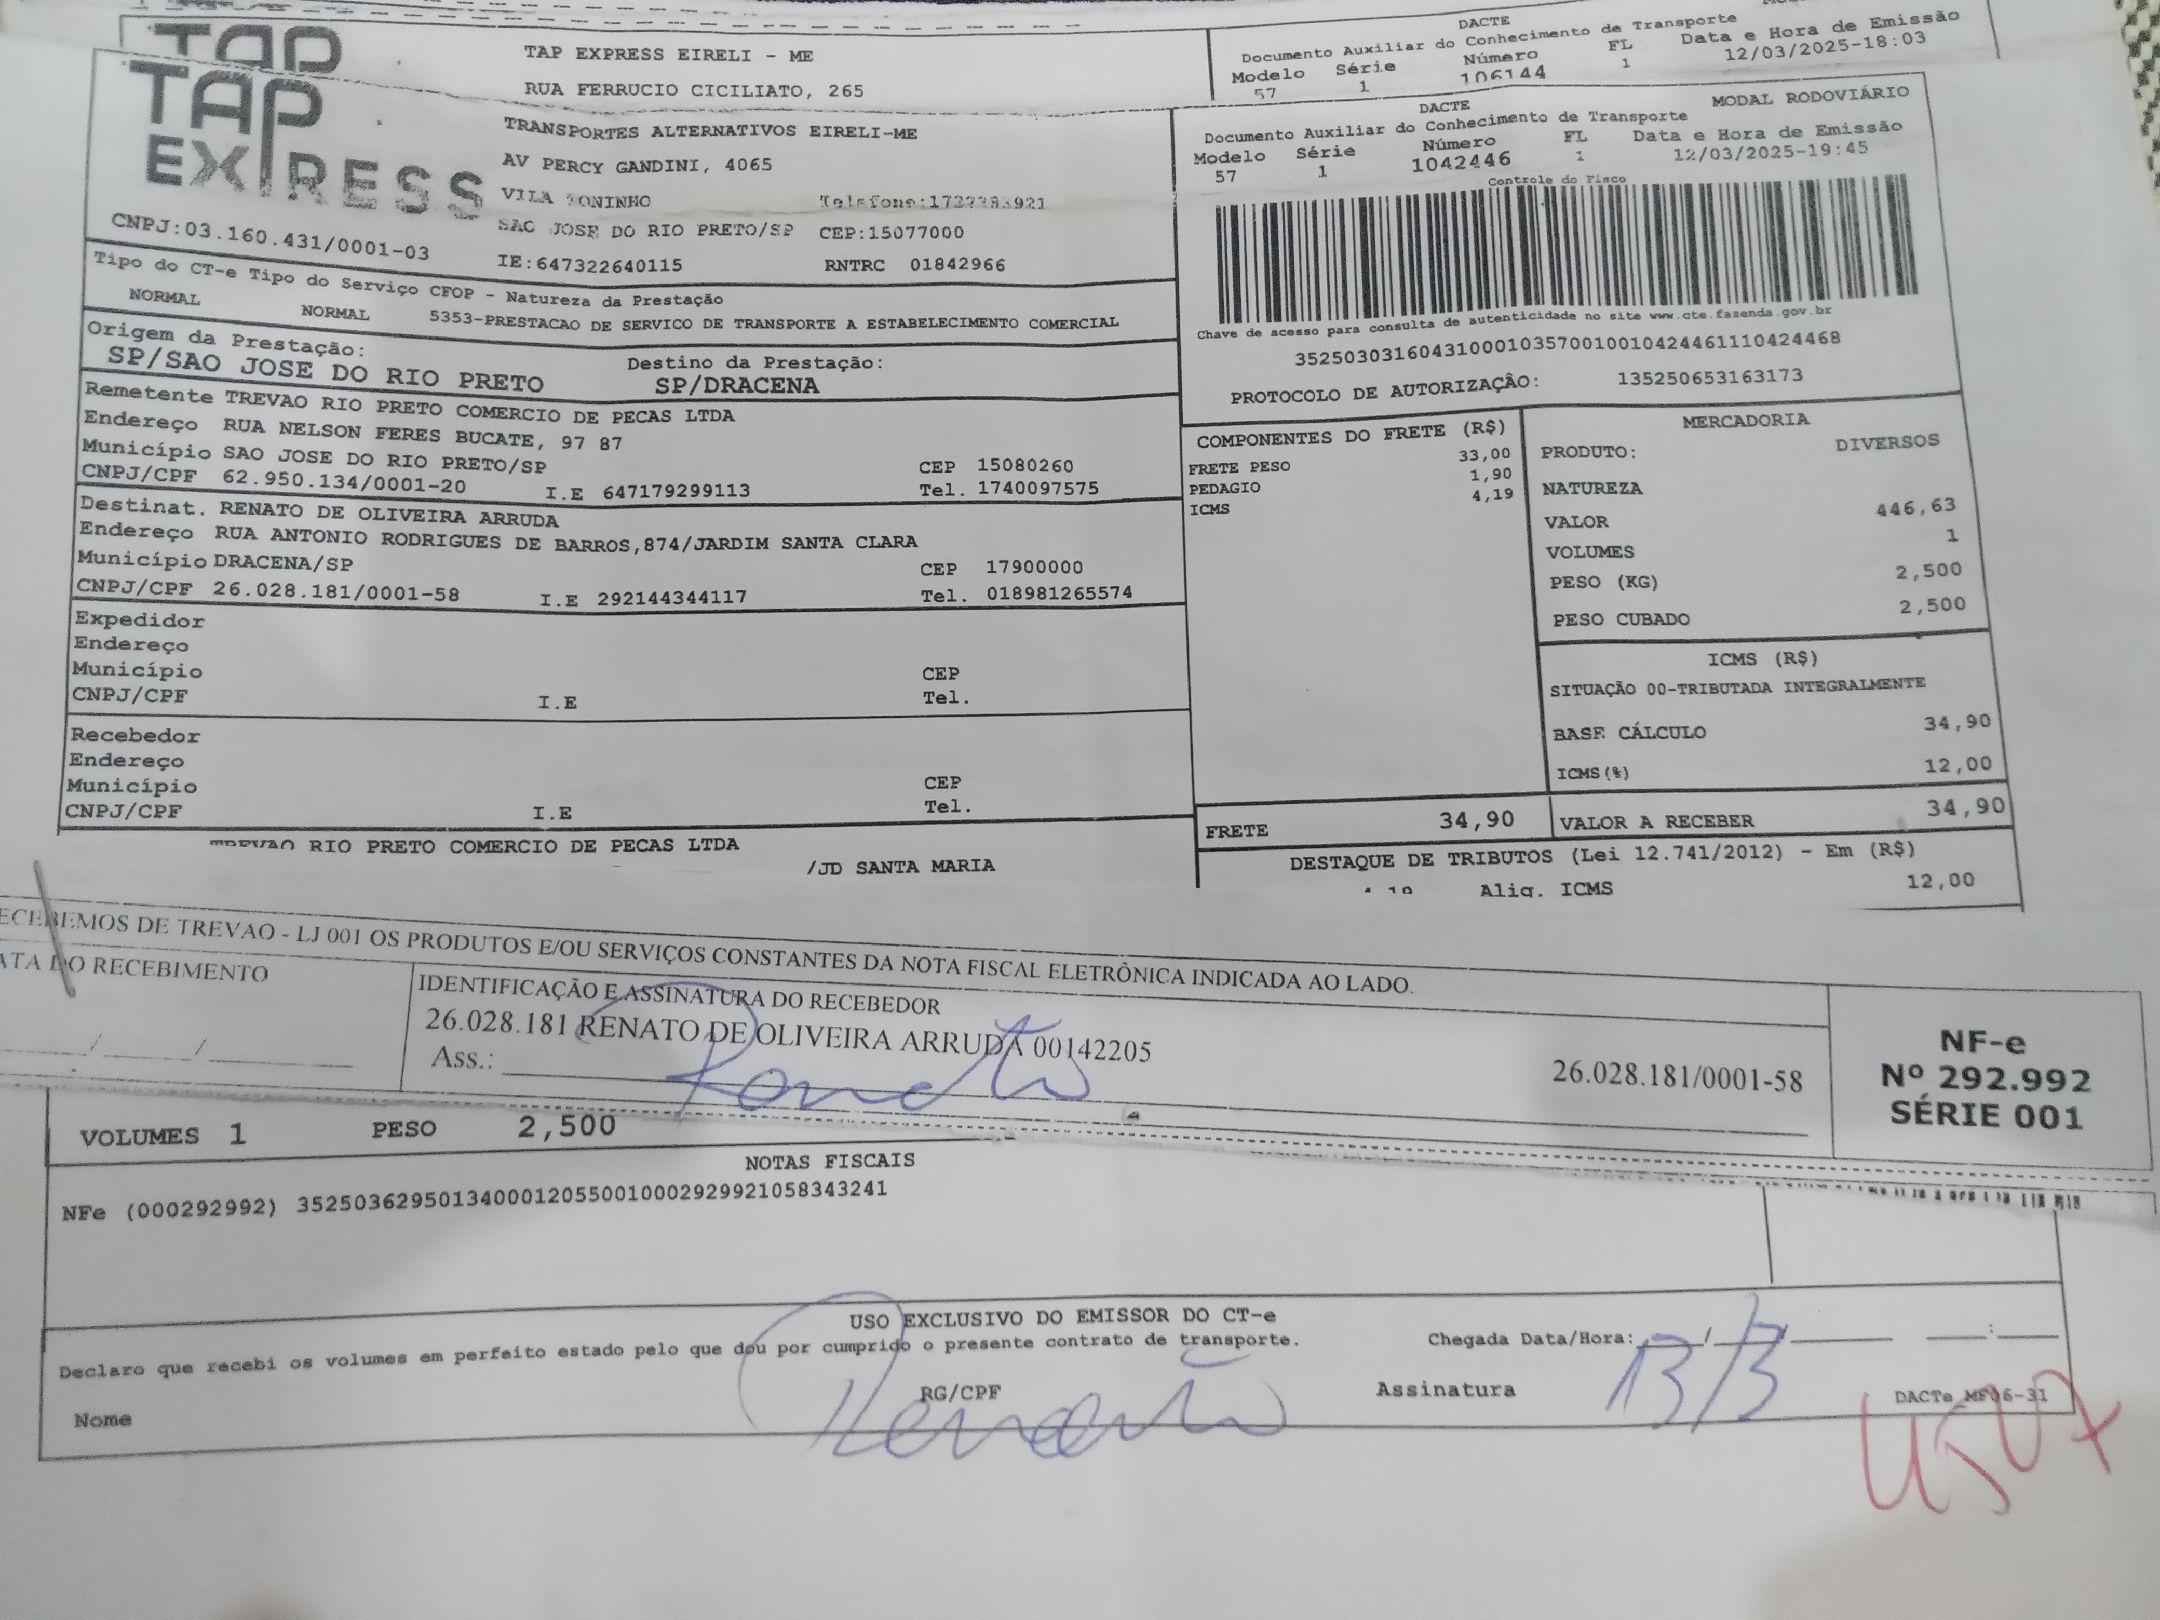 TAP
TAP EXPRESS EIRELI - ME
RUA FERRUCIO CICILIATO, 265
DACTE
Documento Auxiliar do Conhecimento de Transporte
Modelo Série Número FL Data e Hora de Emissão
57 1 106144 1 12/03/2025-18:03
TAP
EXPRESS
CNPJ:03.160.431/0001-03
TRANSPORTES ALTERNATIVOS EIRELI-ME
AV PERCY GANDINI, 4065
VILA TONINHO Telefone:1722383921
SAO JOSE DO RIO PRETO/SP CEP:15077000
IE:647322640115 RNTRC 01842966
DACTE MODAL RODOVIÁRIO
Documento Auxiliar do Conhecimento de Transporte
Modelo Série Número FL Data e Hora de Emissão
57 1 1042446 1 12/03/2025-19:45
Controle do Fisco
Chave de acesso para consulta de autenticidade no site www.cte.fazenda.gov.br
35250303160431000103570010010424461110424468
PROTOCOLO DE AUTORIZAÇÂO: 135250653163173
Tipo do CT-e Tipo do Serviço CFOP - Natureza da Prestação
NORMAL NORMAL 5353-PRESTACAO DE SERVICO DE TRANSPORTE A ESTABELECIMENTO COMERCIAL
Origem da Prestação: Destino da Prestação:
SP/SAO JOSE DO RIO PRETO SP/DRACENA
Remetente TREVAO RIO PRETO COMERCIO DE PECAS LTDA
Endereço RUA NELSON FERES BUCATE, 97 87
Município SAO JOSE DO RIO PRETO/SP CEP 15080260
CNPJ/CPF 62.950.134/0001-20 I.E 647179299113 Tel. 1740097575
Destinat. RENATO DE OLIVEIRA ARRUDA
Endereço RUA ANTONIO RODRIGUES DE BARROS,874/JARDIM SANTA CLARA
Município DRACENA/SP CEP 17900000
CNPJ/CPF 26.028.181/0001-58 I.E 292144344117 Tel. 018981265574
Expedidor
Endereço
Município CEP
CNPJ/CPF I.E Tel.
Recebedor
Endereço
Município CEP
CNPJ/CPF I.E Tel.
TREVAO RIO PRETO COMERCIO DE PECAS LTDA
/JD SANTA MARIA
COMPONENTES DO FRETE (R$)
FRETE PESO 33,00
PEDAGIO 1,90
ICMS 4,19
MERCADORIA
PRODUTO: DIVERSOS
NATUREZA
VALOR 446,63
VOLUMES 1
PESO (KG) 2,500
PESO CUBADO 2,500
ICMS (R$)
SITUAÇÃO 00-TRIBUTADA INTEGRALMENTE
BASE CÁLCULO 34,90
ICMS(%) 12,00
FRETE 34,90 VALOR A RECEBER 34,90
DESTAQUE DE TRIBUTOS (Lei 12.741/2012) - Em (R$)
Aliq. ICMS 12,00
ECEBEMOS DE TREVAO - LJ 001 OS PRODUTOS E/OU SERVIÇOS CONSTANTES DA NOTA FISCAL ELETRÔNICA INDICADA AO LADO.
ATA DO RECEBIMENTO
IDENTIFICAÇÃO E ASSINATURA DO RECEBEDOR
26.028.181 RENATO DE OLIVEIRA ARRUDA 00142205
Ass.: Renato
26.028.181/0001-58
NF-e
Nº 292.992
SÉRIE 001
VOLUMES 1 PESO 2,500
NOTAS FISCAIS
NFe (000292992) 35250362950134000120550010002929921058343241
USO EXCLUSIVO DO EMISSOR DO CT-e
Declaro que recebi os volumes em perfeito estado pelo que dou por cumprido o presente contrato de transporte.
Chegada Data/Hora: 13/3
Nome RG/CPF Assinatura
Renato
DACTe MF06-31